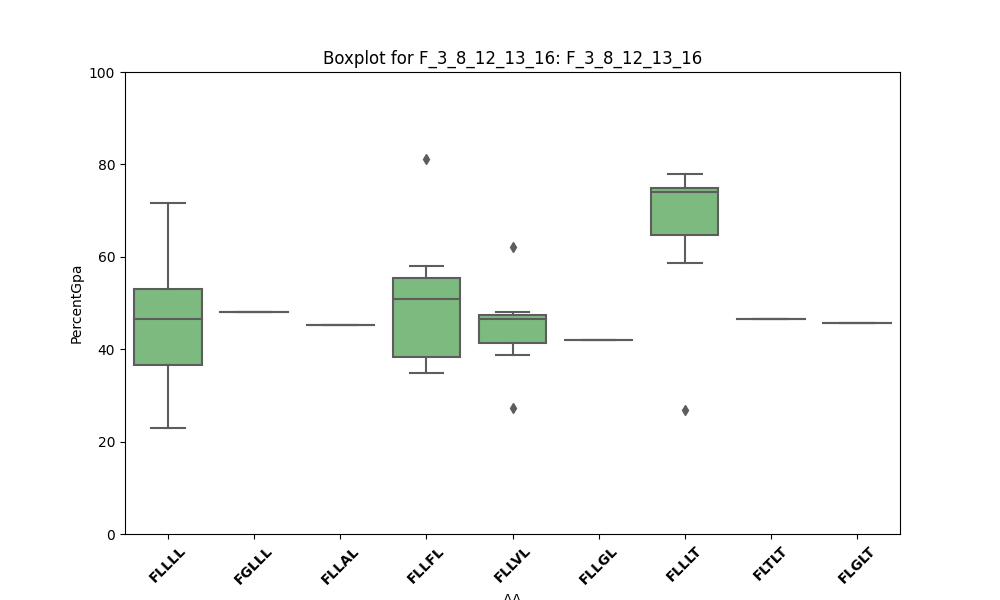 Boxplot for F_3_8_12_13_16: F_3_8_12_13_16
100
80
60
40
20
0
PercentGpa
FLLLL
FGLLL
FLLAL
FLLFL
FLLVL
FLLGL
FLLLT
FLTLT
FLGLT
AA